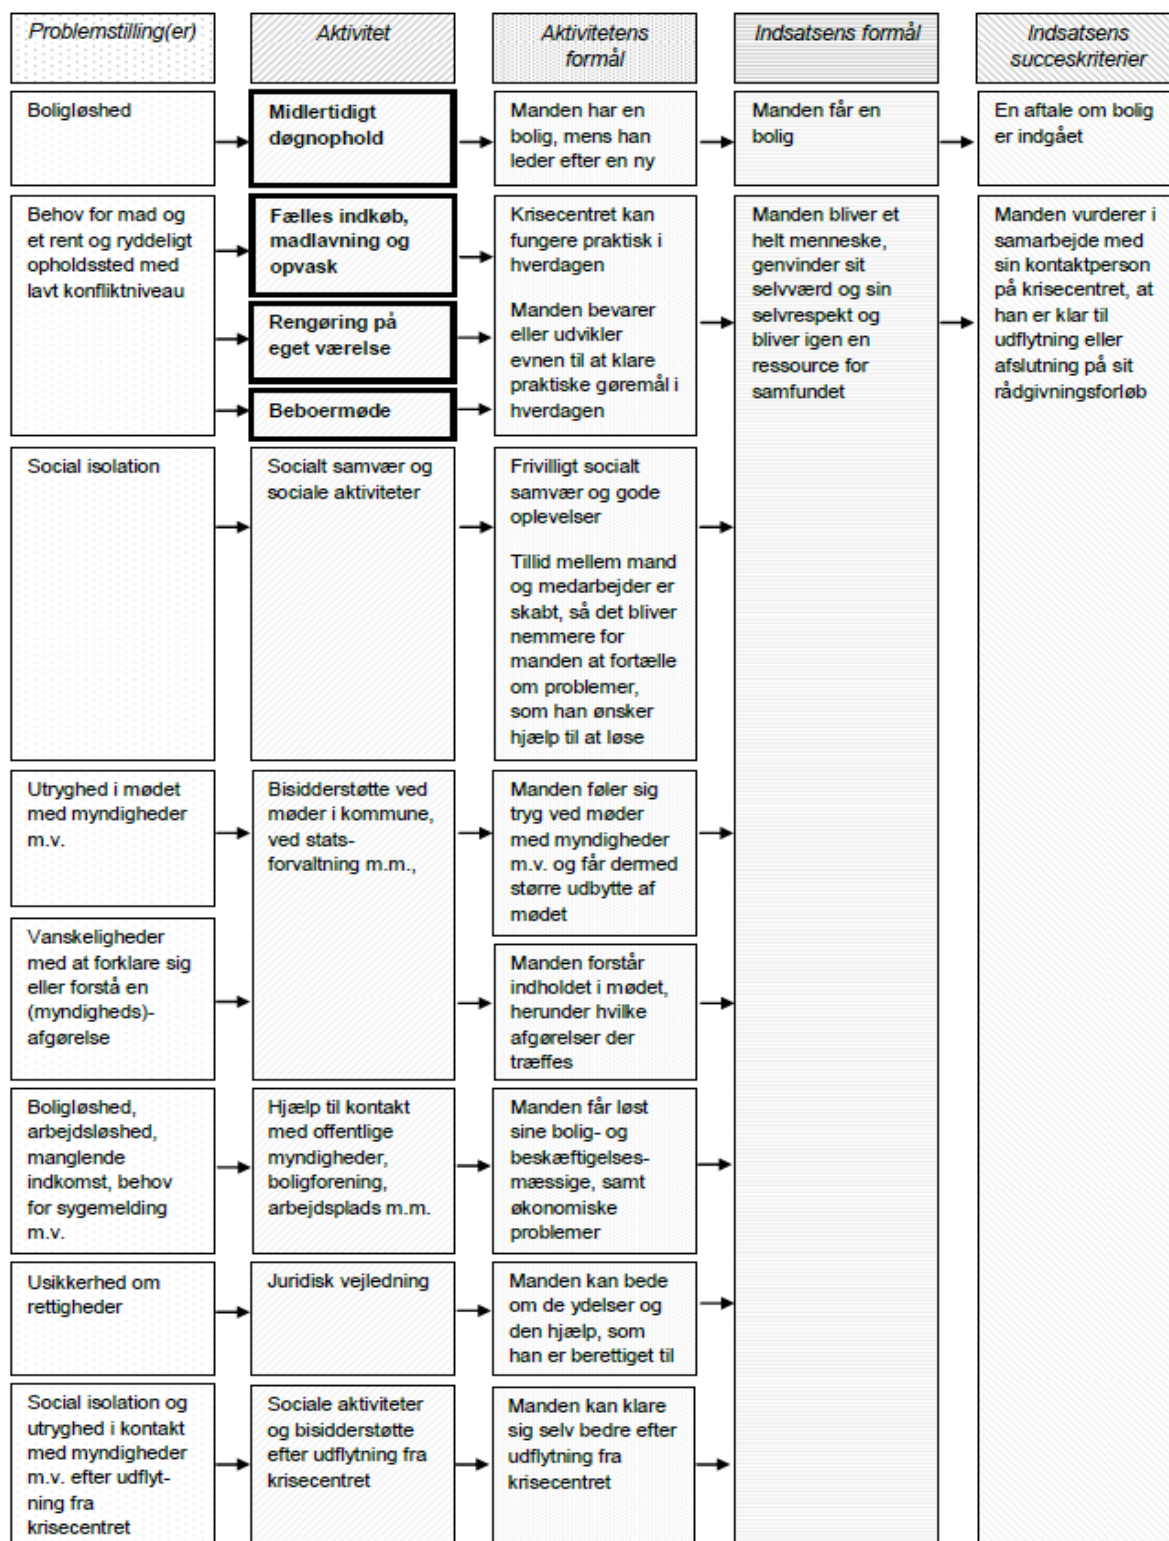 Problemstilling(er)
Aktivitet
Aktivitetens
formål
Indsatsens formål
Indsatsens
succeskriterier
Boligløshed
Midlertidigt
døgnophold
Manden har en
bolig, mens han
leder efter en ny
Manden får en
bolig
En aftale om bolig
er indgået
Behov for mad og
et rent og ryddeligt
opholdssted med
lavt konfliktniveau
Fælles indkøb,
madlavning og
opvask
Rengøring på
eget værelse
Beboermøde
Krisecentret kan
fungere praktisk i
hverdagen
Manden bevarer
eller udvikler
evnen til at klare
praktiske gøremål i
hverdagen
Manden bliver et
helt menneske,
genvinder sit
selvværd og sin
selvrespekt og
bliver igen en
ressource for
samfundet
Manden vurderer i
samarbejde med
sin kontaktperson
på krisecentret, at
han er klar til
udflytning eller
afslutning på sit
rådgivningsforløb
Social isolation
Socialt samvær og
sociale aktiviteter
Frivilligt socialt
samvær og gode
oplevelser
Tillid mellem mand
og medarbejder er
skabt, så det bliver
nemmere for
manden at fortælle
om problemer,
som han ønsker
hjælp til at løse
Utryghed i mødet
med myndigheder
m.v.
Bisidderstøtte ved
møder i kommune,
ved stats-
forvaltning m.m.,
Manden føler sig
tryg ved møder
med myndigheder
m.v. og får dermed
større udbytte af
mødet
Vanskeligheder
med at forklare sig
eller forstå en
(myndigheds)-
afgørelse
Manden forstår
indholdet i mødet,
herunder hvilke
afgørelser der
træffes
Boligløshed,
arbejdsløshed,
manglende
indkomst, behov
for sygemelding
m.v.
Hjælp til kontakt
med offentlige
myndigheder,
boligforening,
arbejdsplads m.m.
Manden får løst
sine bolig- og
beskæftigelses-
mæssige, samt
økonomiske
problemer
Usikkerhed om
rettigheder
Juridisk vejledning
Manden kan bede
om de ydelser og
den hjælp, som
han er berettiget til
Social isolation og
utryghed i kontakt
med myndigheder
m.v. efter udflyt-
ning fra
krisecentret
Sociale aktiviteter
og bisidderstøtte
efter udflytning fra
krisecentret
Manden kan klare
sig selv bedre efter
udflytning fra
krisecentret